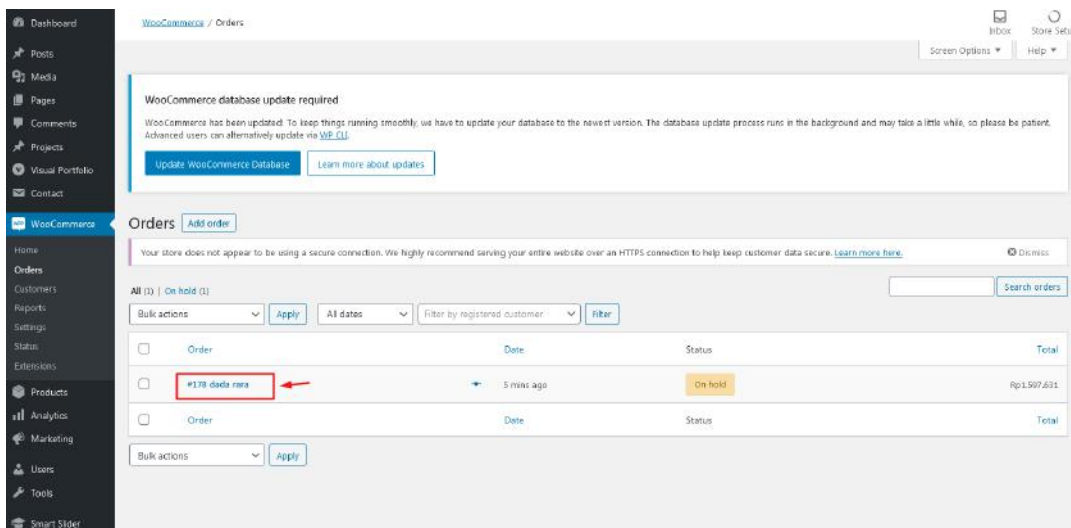 Dashboard
Posts
Media
Pages
Comments
Projects
Visual Portfolio
Contact
WooCommerce
Home
Orders
Customers
Reports
Settings
Status
Extensions
Products
Analytics
Marketing
Users
Tools
Smart Slider
WooCommerce / Orders
Inbox
Store Setu
Screen Options
Help
WooCommerce database update required
WooCommerce has been updated! To keep things running smoothly, we have to update your database to the newest version. The database update process runs in the background and may take a little while, so please be patient.
Advanced users can alternatively update via WP CLI.
Update WooCommerce Database
Learn more about updates
Orders Add order
Your store does not appear to be using a secure connection. We highly recommend serving your entire website over an HTTPS connection to help keep customer data secure. Learn more here.
Dismiss
All (1) | On hold (1)
Search orders
Bulk actions Apply All dates Filter by registered customer Filter
Order Date Status Total
#178 dada rara 5 mins ago On hold Rp1.597.631
Order Date Status Total
Bulk actions Apply